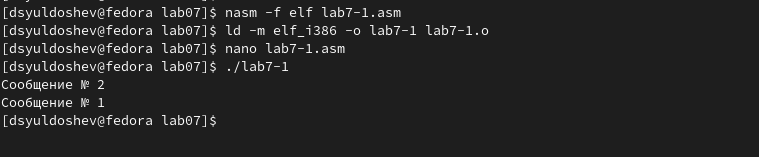 [dsyuldoshev@fedora lab07]$ nasm -f elf lab7-1.asm
[dsyuldoshev@fedora lab07]$ ld -m elf_i386 -o lab7-1 lab7-1.o
[dsyuldoshev@fedora lab07]$ nano lab7-1.asm
[dsyuldoshev@fedora lab07]$ ./lab7-1
Сообщение № 2
Сообщение № 1
[dsyuldoshev@fedora lab07]$